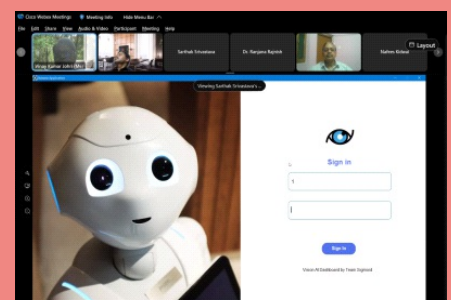 Cisco Webex Meetings Meeting Info Hide Menu Bar
File Edit Share View Audio & Video Participant Meeting Help
Sarthak Srivastava Dr. Ranjana Rajnish
Layout
Viewing Sarthak Srivastava's...
Sign in
1
Sign In
Vision AI Dashboard by Team